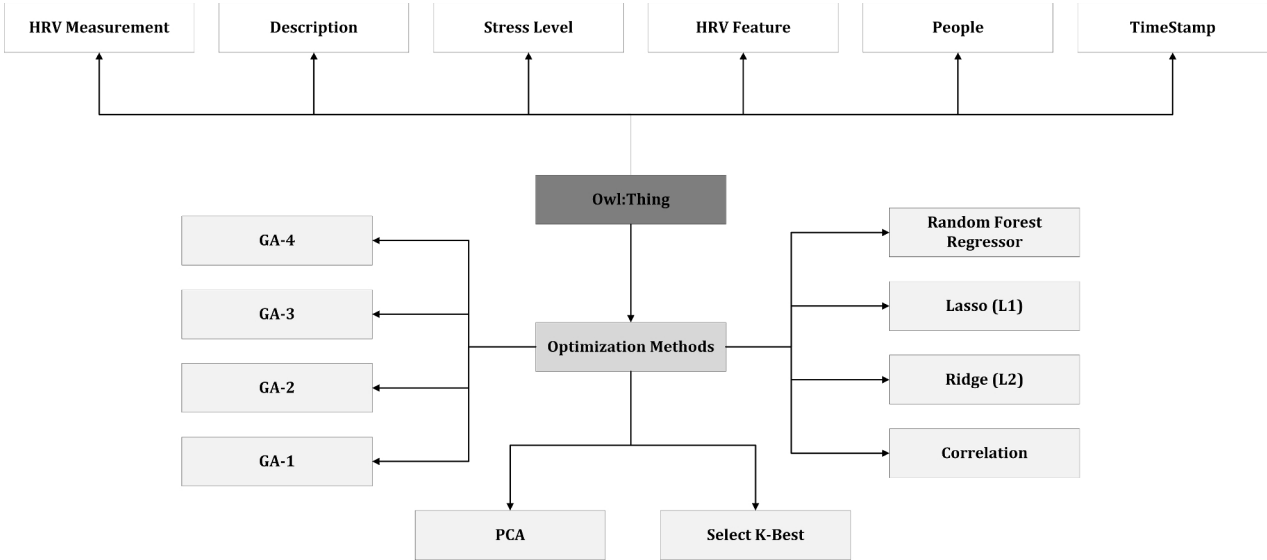 HRV Measurement
Description
Stress Level
HRV Feature
People
TimeStamp
Owl:Thing
GA-4
GA-3
GA-2
GA-1
Optimization Methods
Random Forest
Regressor
Lasso (L1)
Ridge (L2)
Correlation
PCA
Select K-Best